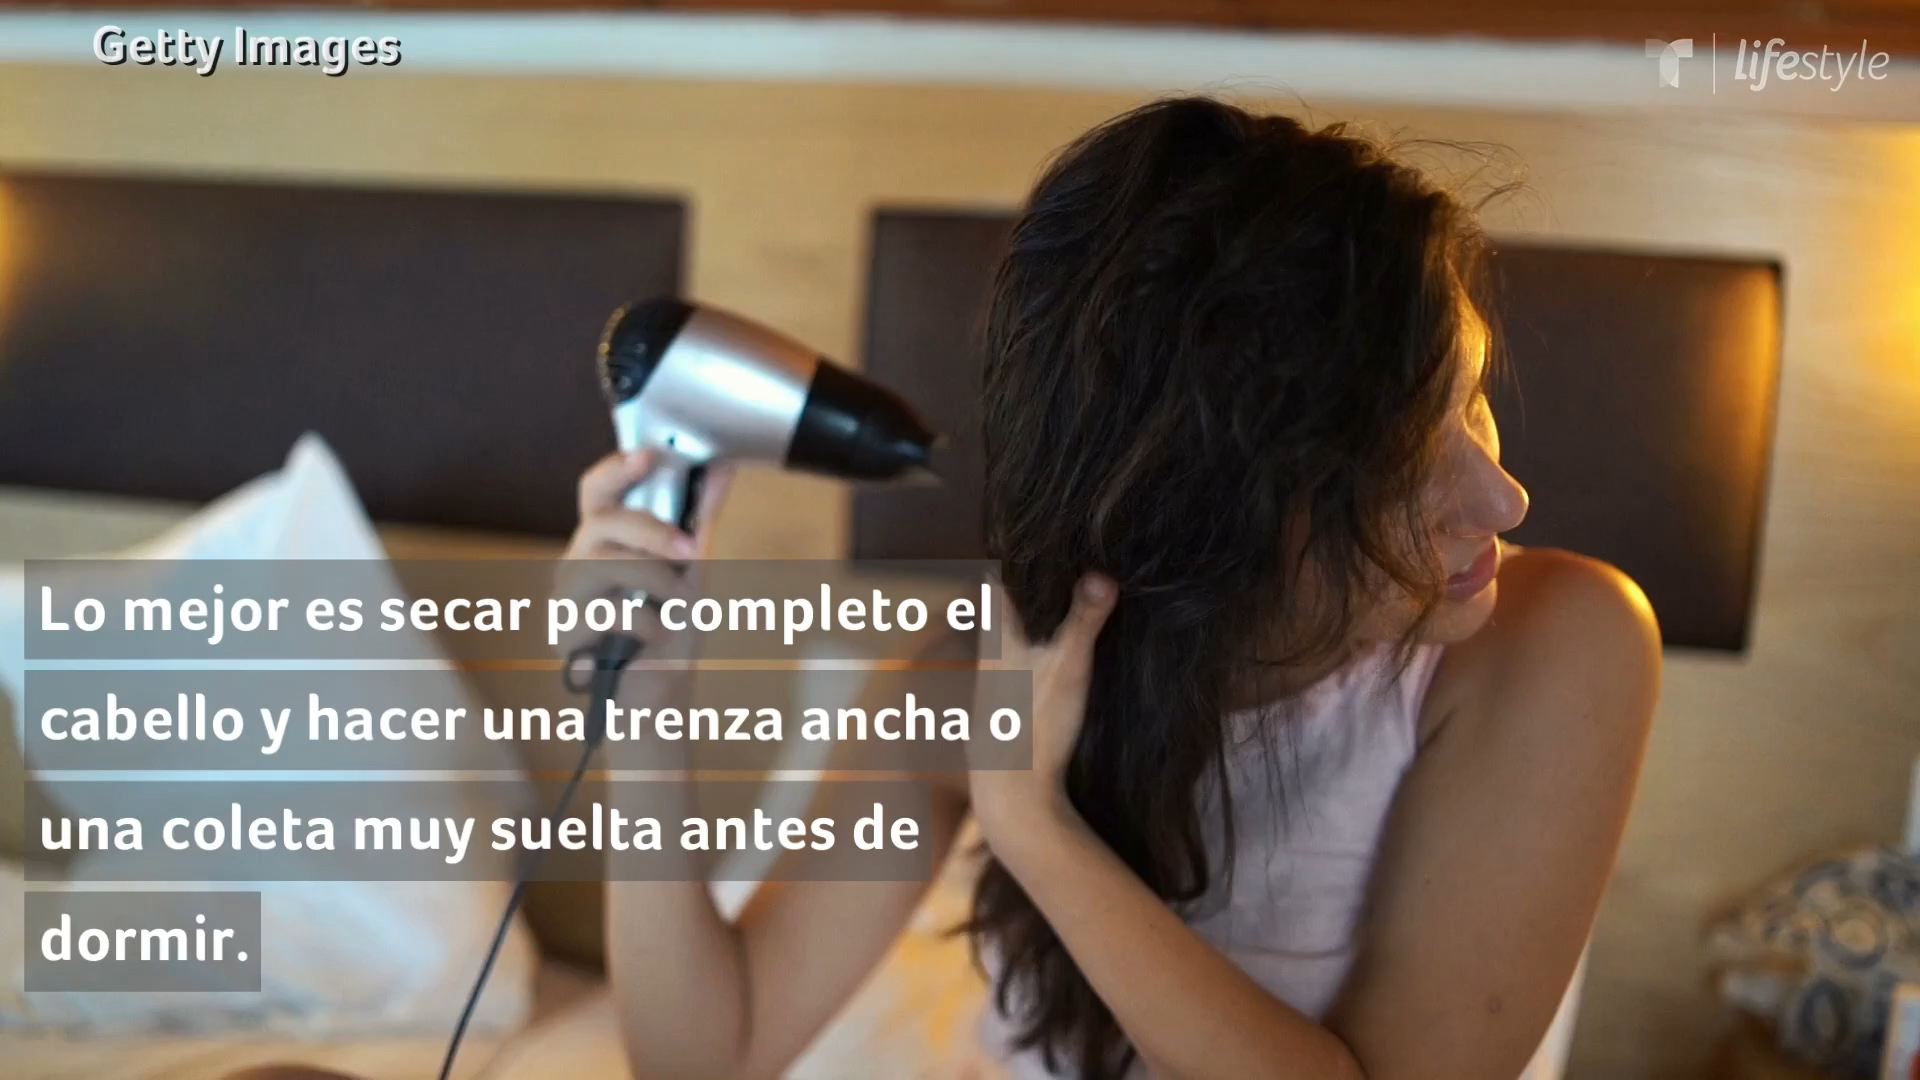 Getty Images
lifestyle
Lo mejor es secar por completo el
cabello y hacer una trenza ancha o
una coleta muy suelta antes de
dormir.